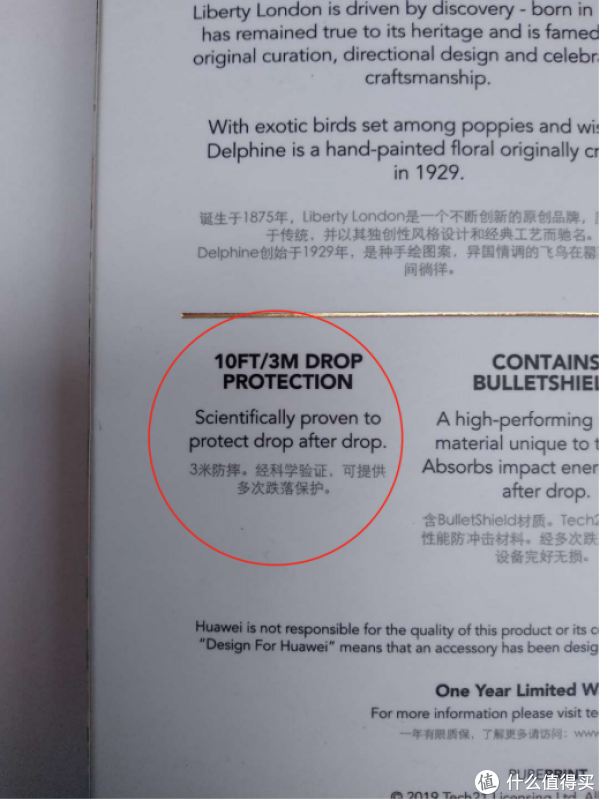 Liberty London is driven by discovery - born in
has remained true to its heritage and is famed
original curation, directional design and celebr
craftsmanship.
With exotic birds set among poppies and wis
Delphine is a hand-painted floral originally cr
in 1929.
诞生于1875年，Liberty London是一个不断创新的原创品牌，
于传统，并以其独创性风格设计和经典工艺而驰名。
Delphine创始于1929年，是种手绘图案，异国情调的飞鸟在罂
间徜徉。
10FT/3M DROP
PROTECTION
Scientifically proven to
protect drop after drop.
3米防摔。经科学验证，可提供
多次跌落保护。
CONTAINS
BULLETSHIEL
A high-performing
material unique to t
Absorbs impact ener
after drop.
含BulletShield材质。Tech2
性能防冲击材料。经多次跌
设备完好无损。
Huawei is not responsible for the quality of this product or its c
"Design For Huawei" means that an accessory has been desig
One Year Limited W
For more information please visit te
一年有限质保，了解更多请访问：www
PUREPRINT
© 2019 Tech21 Licensing Ltd. All
值 什么值得买